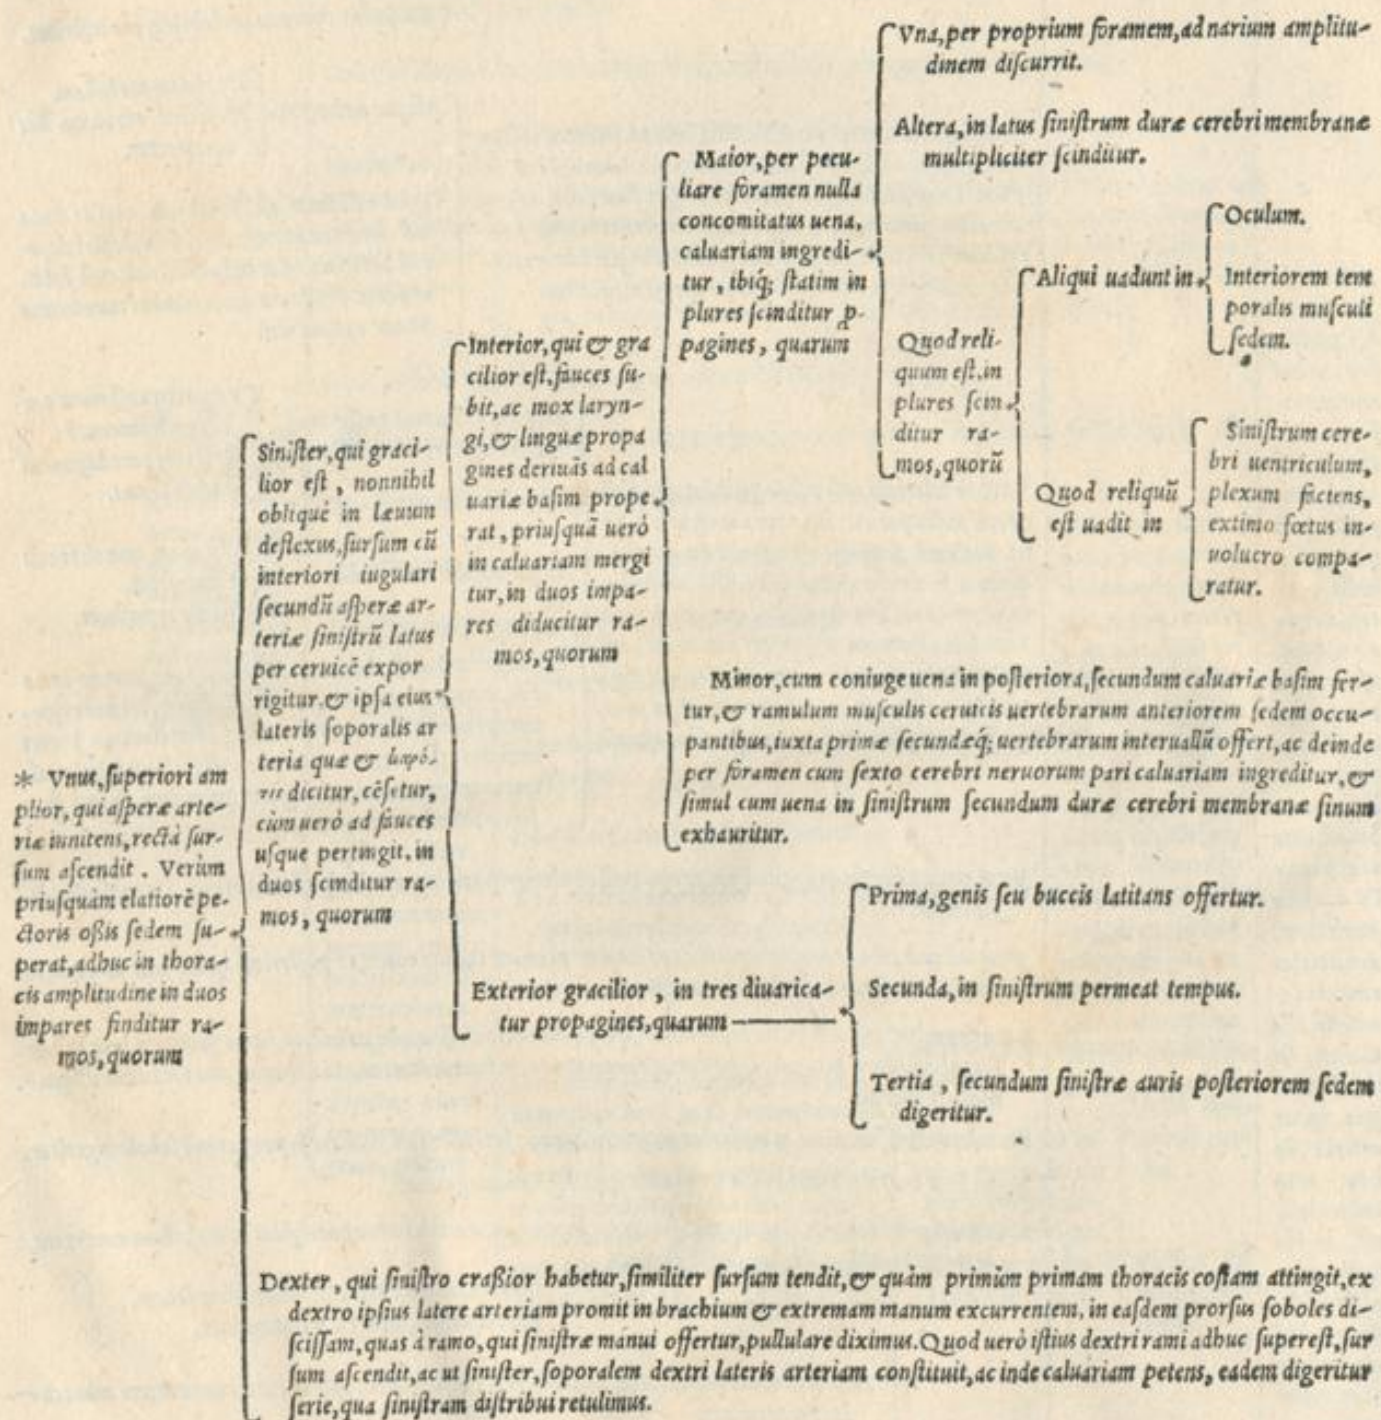 * Vnus, ſuperiori am
plior, qui aſperæ arte-
riæ innitens, rectà ſur-
ſum aſcendit . Verùm
priuſquàm elatiorẽ pe-
ctoris oßis ſedem ſu-
perat, adhuc in thora-
cis amplitudine in duos
impares finditur ra-
mos, quorum
Siniſter, qui graci-
lior eſt , nonnihil
obliquè in læuum
deflexus, ſurſum cũ
interiori iugulari
ſecundũ aſperæ ar-
teriæ ſiniſtrũ latus
per ceruicẽ expor
rigitur. & ipſa eius
lateris ſoporalis ar
teria quæ &
dicitur, cẽſetur,
cùm uerò ad fauces
uſque pertingit, in
duos ſcinditur ra-
mos , quorum
Interior, qui & gra
cilior eſt, fauces ſu-
bit, ac mox laryn-
gi, & linguæ propa
gines deriuãs ad cal
uariæ baſim prope
rat , priuſquã uerò
in caluariam mergi
tur, in duos impa-
res diducitur ra-
mos, quorum
Maior, per pecu-
liare foramen nulla
concomitatus uena,
caluariam ingredi-
tur , ibiq́; ſtatim in
plures ſcinditur ꝓ-
pagines , quarum
Vna, per proprium foramem, ad narium amplitu-
dinem diſcurrit.
Altera, in latus ſiniſtrum duræ cerebri membranæ
multipliciter ſcinditur.
Quod reli-
quum eſt, in
plures ſcin-
ditur ra-
mos, quorũ
Aliqui uadunt in
Oculum.
Interiorem tem
poralis muſculi
ſedem.
Quod reliquũ
eſt uadit in
Siniſtrum cere-
bri uentriculum,
plexum faciens,
extimo fœtus in-
uolucro compa-
ratur.
Minor, cum coniuge uena in poſteriora, ſecundum caluariæ baſim fer-
tur, & ramulum muſculis ceruicis uertebrarum anteriorem ſedem occu-
pantibus, iuxta primæ ſecundæq́; uertebrarum interuallũ offert, ac deinde
per foramen cum ſexto cerebri neruorum pari caluariam ingreditur, &
ſimul cum uena in ſiniſtrum ſecundum duræ cerebri membranæ ſinum
exhauritur.
Exterior gracilior , in tres diuarica-
tur propagines, quarum
Prima, genis ſeu buccis latitans offertur.
Secunda, in ſiniſtrum permeat tempus.
Tertia , ſecundum ſiniſtræ auris poſteriorem ſedem
digeritur.
Dexter , qui ſiniſtro craßior habetur, ſimiliter ſurſum tendit, & quàm primùm primam thoracis coſtam attingit, ex
dextro ipſius latere arteriam promit in brachium & extremam manum excurrentem, in eaſdem prorſus ſoboles di-
ſciſſam, quas à ramo, qui ſiniſtræ manui offertur, pullulare diximus. Quod uerò iſtius dextri rami adhuc ſupereſt, ſur
ſum aſcendit, ac ut ſiniſter, ſoporalem dextri lateris arteriam conſtituit, ac inde caluariam petens, eadem digeritur
ſerie, qua ſiniſtram diſtribui retulimus.